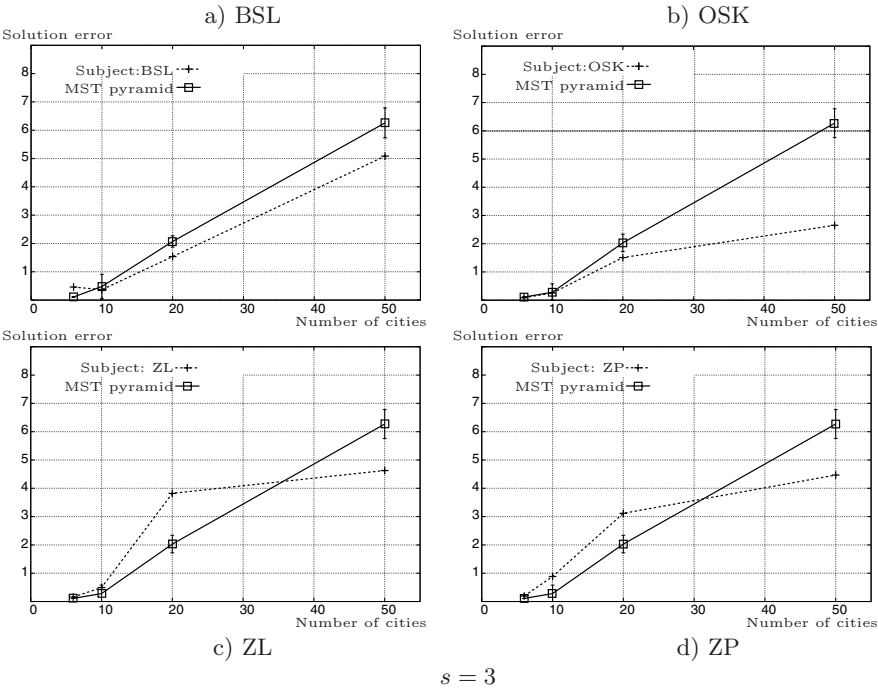 a) BSL
b) OSK
Solution error
8
7
6
5
4
3
2
1
0
10
20
30
40
50
Number of cities
Subject:BSL
MST pyramid
Solution error
8
7
6
5
4
3
2
1
0
10
20
30
40
50
Number of cities
Subject:OSK
MST pyramid
Solution error
8
7
6
5
4
3
2
1
0
10
20
30
40
50
Number of cities
Subject: ZL
MST pyramid
Solution error
8
7
6
5
4
3
2
1
0
10
20
30
40
50
Number of cities
Subject: ZP
MST pyramid
c) ZL
d) ZP
s = 3